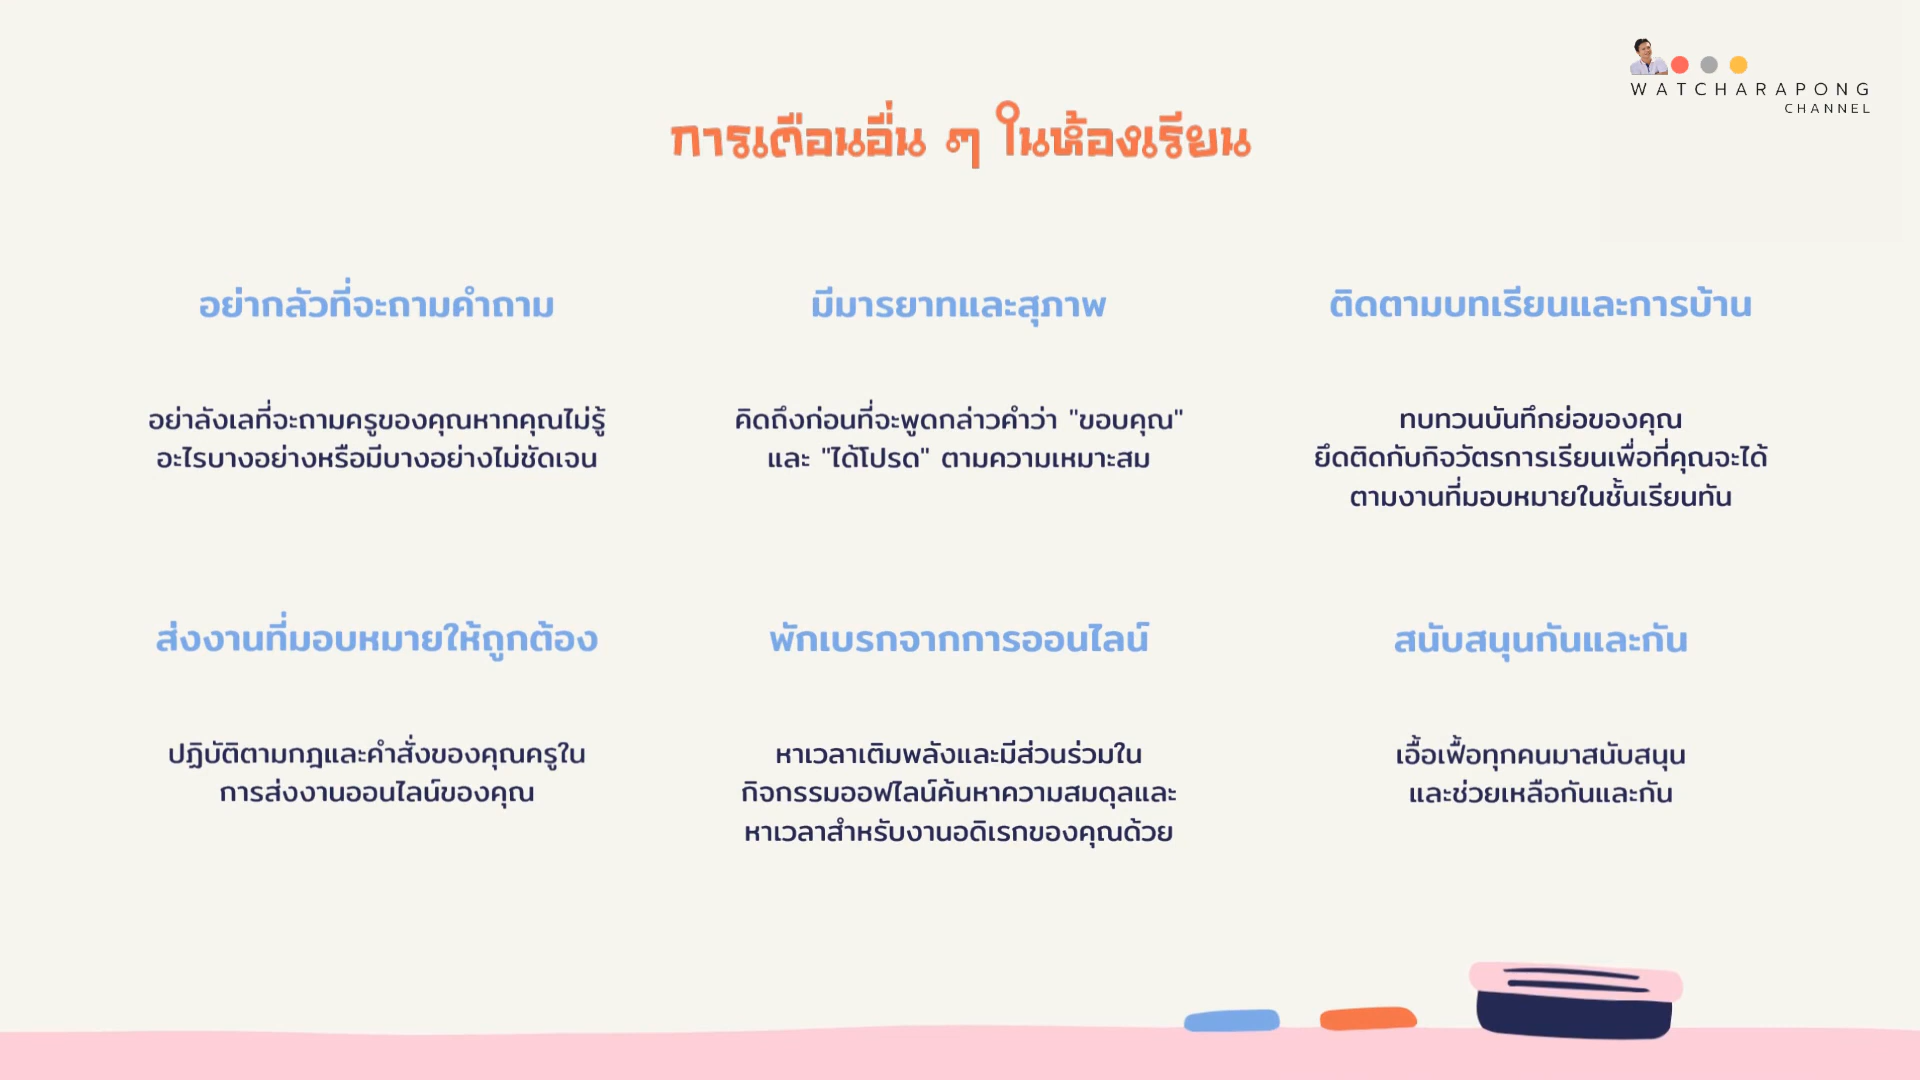 WATCHARAPONG
CHANNEL
การเตือนอื่น ๆ ในห้องเรียน
อย่ากลัวที่จะถามคำถาม
อย่าลังเลที่จะถามครูของคุณหากคุณไม่รู้
อะไรบางอย่างหรือมีบางอย่างไม่ชัดเจน
มีมารยาทและสุภาพ
คิดถึงก่อนที่จะพูดกล่าวคำว่า "ขอบคุณ"
และ "ได้โปรด" ตามความเหมาะสม
ติดตามบทเรียนและการบ้าน
ทบทวนบันทึกย่อของคุณ
ยึดติดกับกิจวัตรการเรียนเพื่อที่คุณจะได้
ตามงานที่มอบหมายในชั้นเรียนทัน
ส่งงานที่มอบหมายให้ถูกต้อง
ปฏิบัติตามกฎและคำสั่งของคุณครูใน
การส่งงานออนไลน์ของคุณ
พักเบรกจากการออนไลน์
หาเวลาเติมพลังและมีส่วนร่วมใน
กิจกรรมออฟไลน์ค้นหาความสมดุลและ
หาเวลาสำหรับงานอดิเรกของคุณด้วย
สนับสนุนกันและกัน
เอื้อเฟื้อทุกคนมาสนับสนุน
และช่วยเหลือกันและกัน